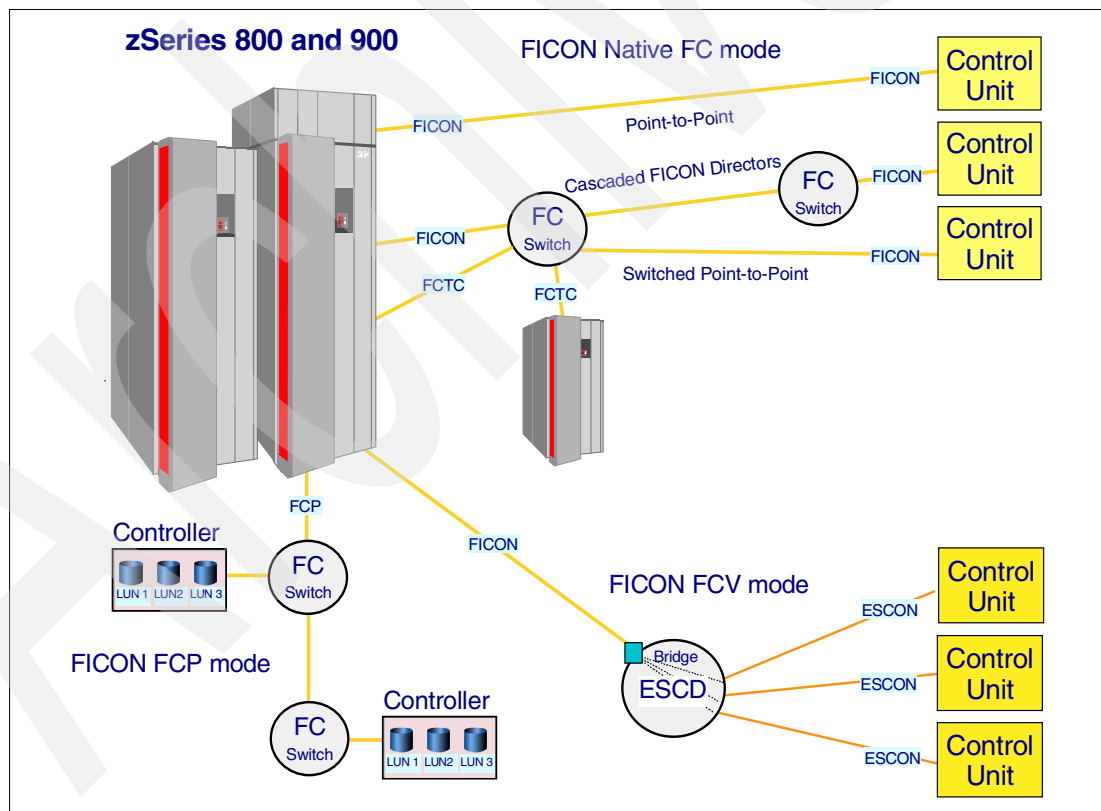 zSeries 800 and 900
FICON Native FC mode
Control
Unit
FICON
FICON
Point-to-Point
Control
Unit
Cascaded FICON Directors
FC
Switch
FICON
FC
Switch
FICON
Control
Unit
FICON
Switched Point-to-Point
FCTC
FCTC
FCP
Controller
LUN 1
LUN2
LUN 3
FC
Switch
FICON
FICON FCP mode
FC
Switch
Controller
LUN 1
LUN2
LUN 3
FICON FCV mode
Bridge
ESCD
ESCON
Control
Unit
ESCON
Control
Unit
ESCON
Control
Unit